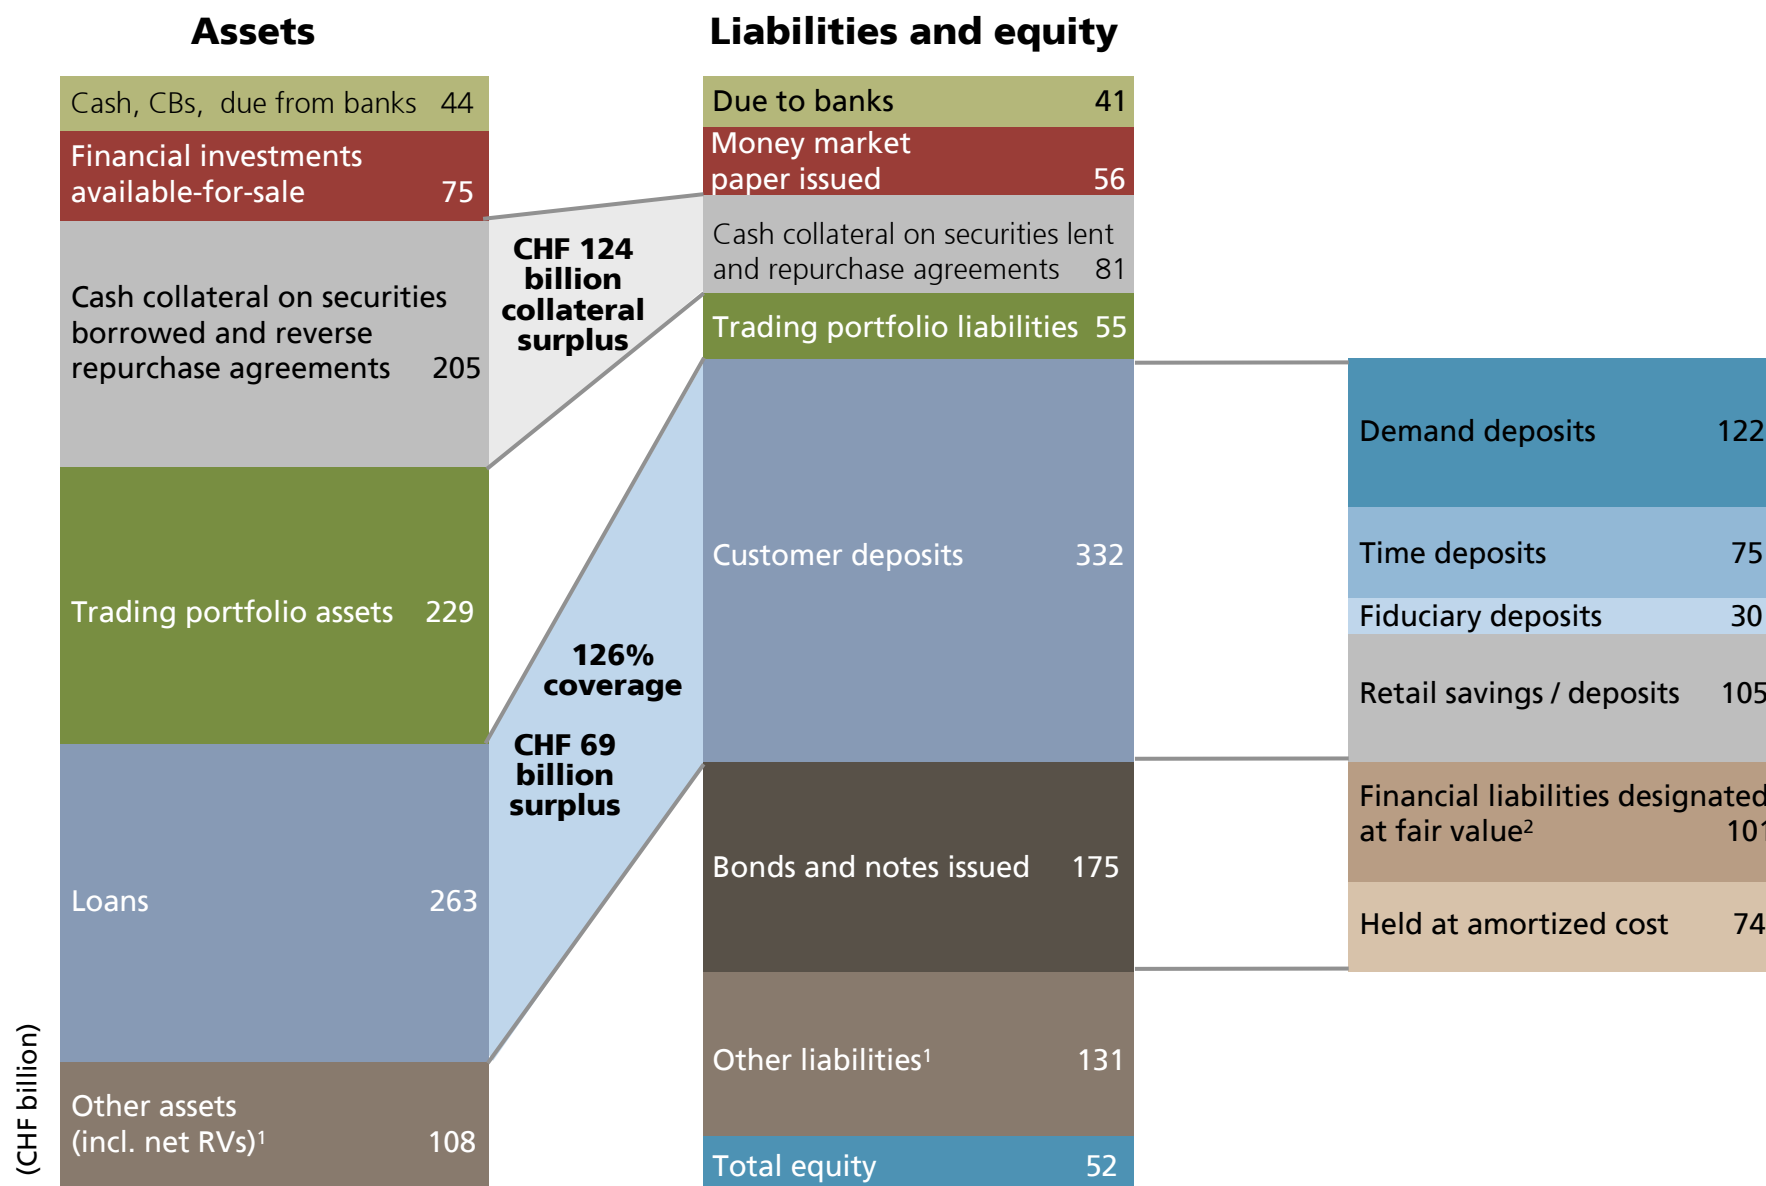 Assets
Liabilities and equity
Cash, CBs, due from banks 44
Financial investments
available-for-sale 75
Cash collateral on securities
borrowed and reverse
repurchase agreements 205
Trading portfolio assets 229
Loans 263
Other assets
(incl. net RVs)¹ 108
(CHF billion)
CHF 124
billion
collateral
surplus
126%
coverage
CHF 69
billion
surplus
Due to banks 41
Money market
paper issued 56
Cash collateral on securities lent
and repurchase agreements 81
Trading portfolio liabilities 55
Customer deposits 332
Bonds and notes issued 175
Other liabilities¹ 131
Total equity 52
Demand deposits 122
Time deposits 75
Fiduciary deposits 30
Retail savings / deposits 105
Financial liabilities designated
at fair value² 101
Held at amortized cost 74